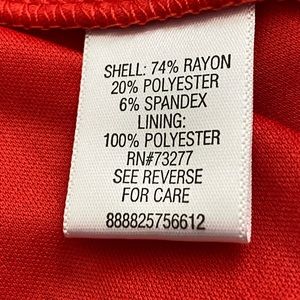 SHELL: 74% RAYON
20% POLYESTER
6% SPANDEX
LINING:
100% POLYESTER
RN#73277
SEE REVERSE
FOR CARE
888825756612